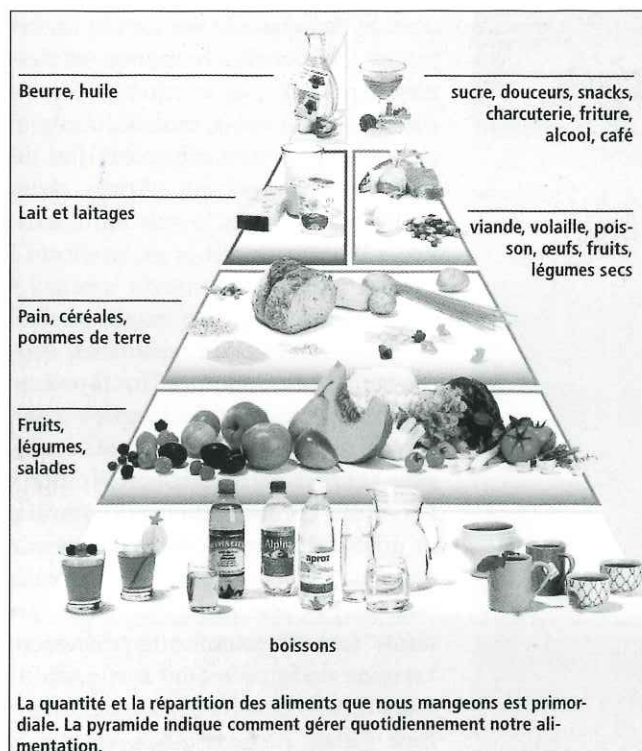 Beurre, huile
sucre, douceurs, snacks,
charcuterie, friture,
alcool, café
Lait et laitages
viande, volaille, pois-
son, œufs, fruits,
légumes secs
Pain, céréales,
pommes de terre
Fruits,
légumes,
salades
Alpina
aproz
boissons
La quantité et la répartition des aliments que nous mangeons est primor-
diale. La pyramide indique comment gérer quotidiennement notre ali-
mentation.